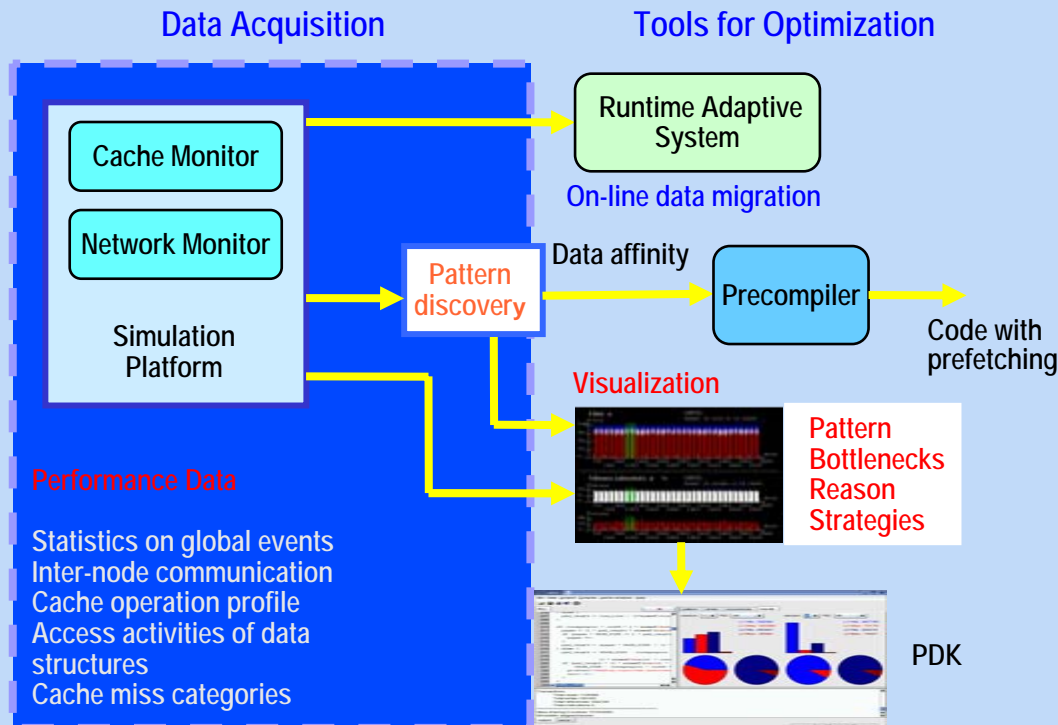 Data Acquisition
Tools for Optimization
Cache Monitor
Network Monitor
Simulation
Platform
Runtime Adaptive
System
On-line data migration
Pattern
discovery
Data affinity
Precompiler
Code with
prefetching
Visualization
Pattern
Bottlenecks
Reason
Strategies
Performance Data
Statistics on global events
Inter-node communication
Cache operation profile
Access activities of data
structures
Cache miss categories
PDK